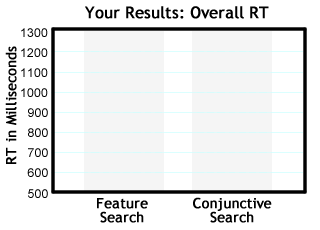 Your Results: Overall RT
RT in Milliseconds
1300
1200
1100
1000
900
800
700
600
500
Feature Conjunctive
Search Search